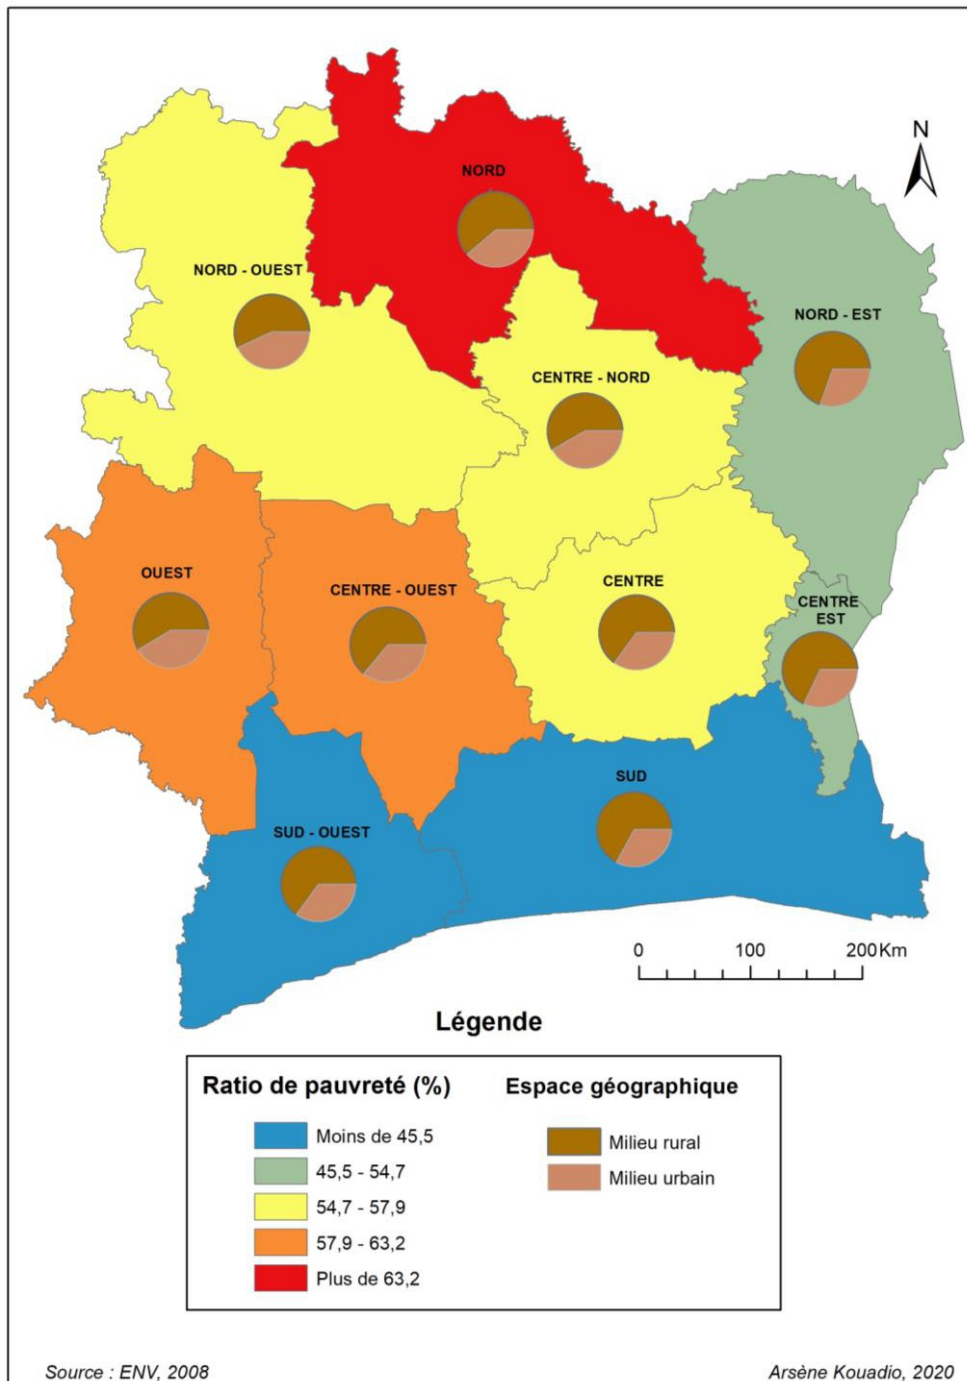 N
NORD
NORD - OUEST
NORD - EST
CENTRE - NORD
OUEST
CENTRE - OUEST
CENTRE
CENTRE
EST
SUD
SUD - OUEST
0 100 200Km
Légende
Ratio de pauvreté (%)
Moins de 45,5
45,5 - 54,7
54,7 - 57,9
57,9 - 63,2
Plus de 63,2
Espace géographique
Milieu rural
Milieu urbain
Source : ENV, 2008
Arsène Kouadio, 2020